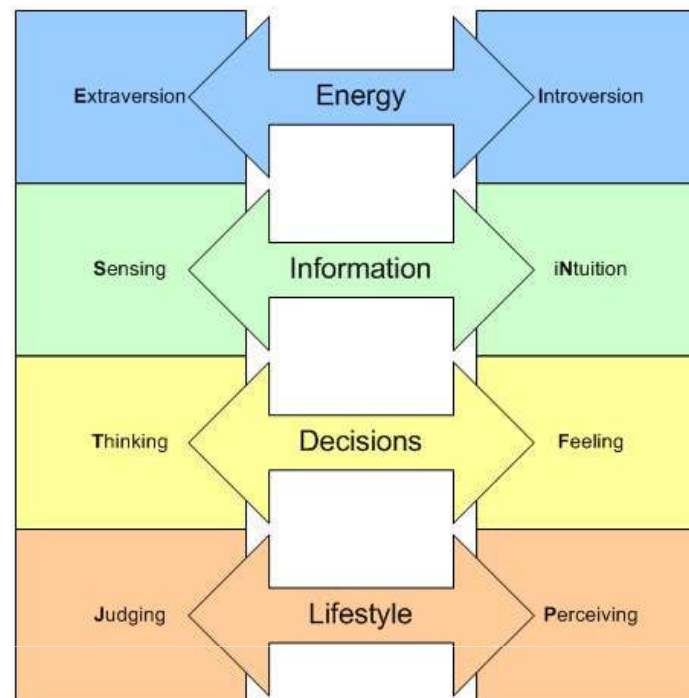 Extraversion Energy Introversion
Sensing Information iNtuition
Thinking Decisions Feeling
Judging Lifestyle Perceiving